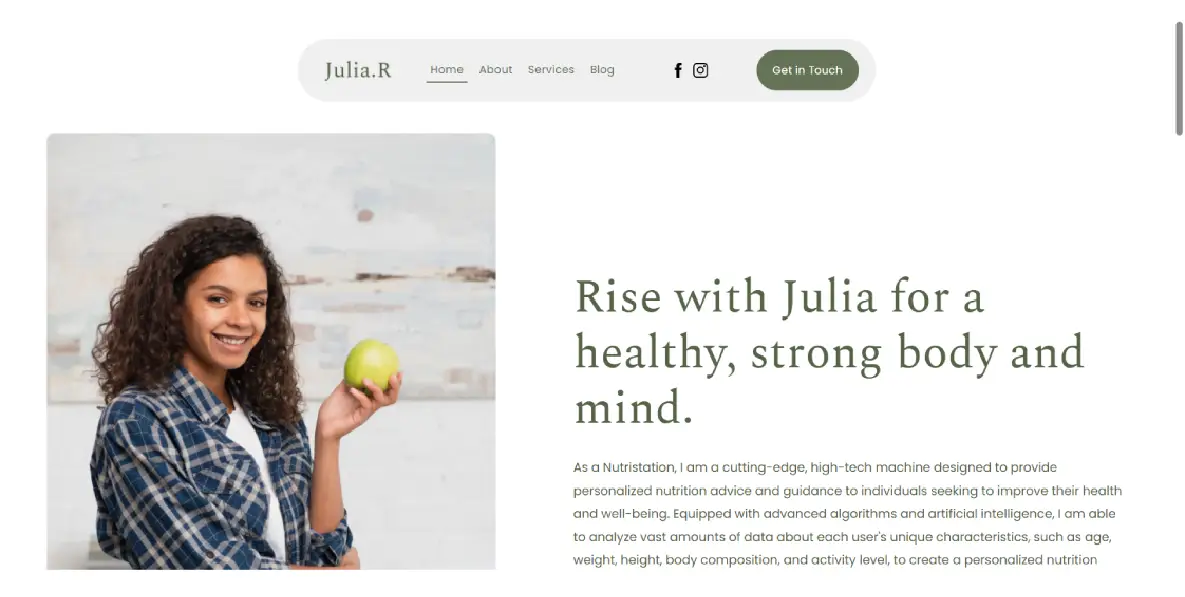 Julia.R
Home About Services Blog
Get in Touch
Rise with Julia for a
healthy, strong body and
mind.
As a Nutristation, I am a cutting-edge, high-tech machine designed to provide
personalized nutrition advice and guidance to individuals seeking to improve their health
and well-being. Equipped with advanced algorithms and artificial intelligence, I am able
to analyze vast amounts of data about each user's unique characteristics, such as age,
weight, height, body composition, and activity level, to create a personalized nutrition